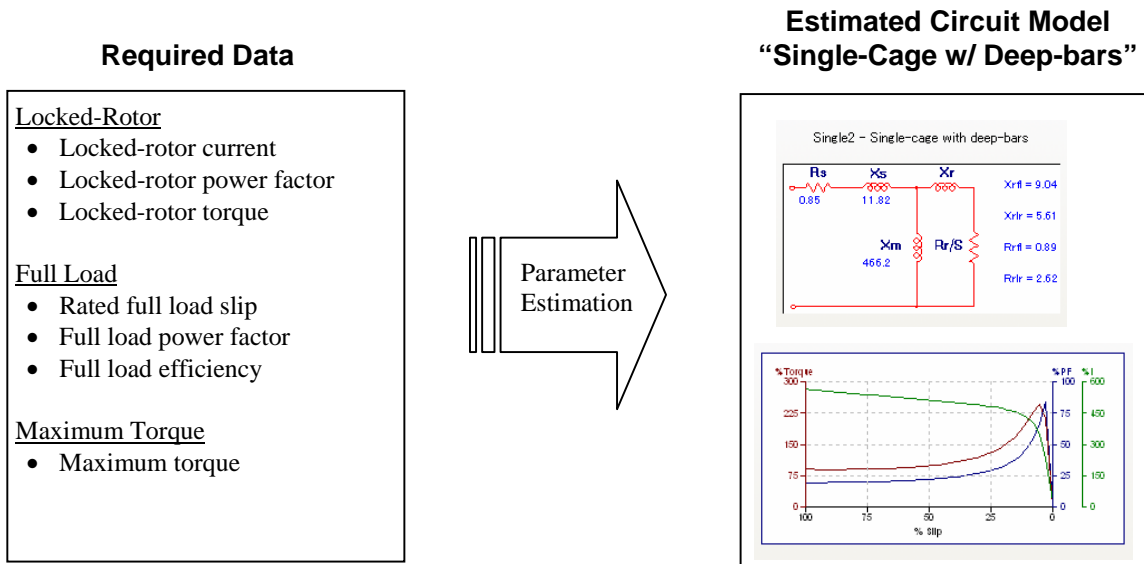 Required Data
Locked-Rotor
• Locked-rotor current
• Locked-rotor power factor
• Locked-rotor torque
Full Load
• Rated full load slip
• Full load power factor
• Full load efficiency
Maximum Torque
• Maximum torque
Parameter
Estimation
Estimated Circuit Model
“Single-Cage w/ Deep-bars”
Single2 - Single-cage with deep-bars
Rs
Xs
Xr
0.85
11.82
Xm
Rr/S
466.2
Xrfl = 9.04
Xrlr = 5.61
Rrfl = 0.89
Rrlr = 2.62
%Torque
%PF
%I
300
225
150
75
0
100
75
50
25
0
600
450
300
150
0
100
75
50
25
0
% Slip